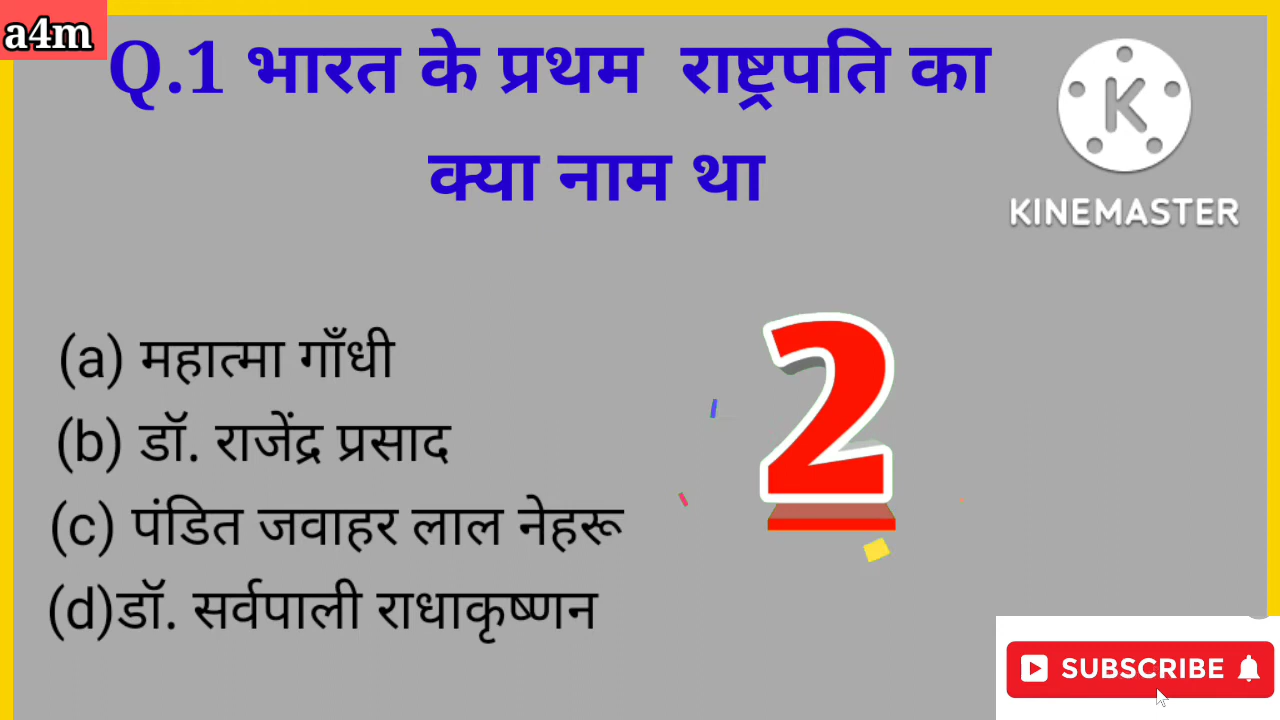 a4m
Q.1 भारत के प्रथम राष्ट्रपति का
क्या नाम था
K
KINEMASTER
(a) महात्मा गाँधी
(b) डॉ. राजेंद्र प्रसाद
(c) पंडित जवाहर लाल नेहरू
(d)डॉ. सर्वपाली राधाकृष्णन
2
SUBSCRIBE